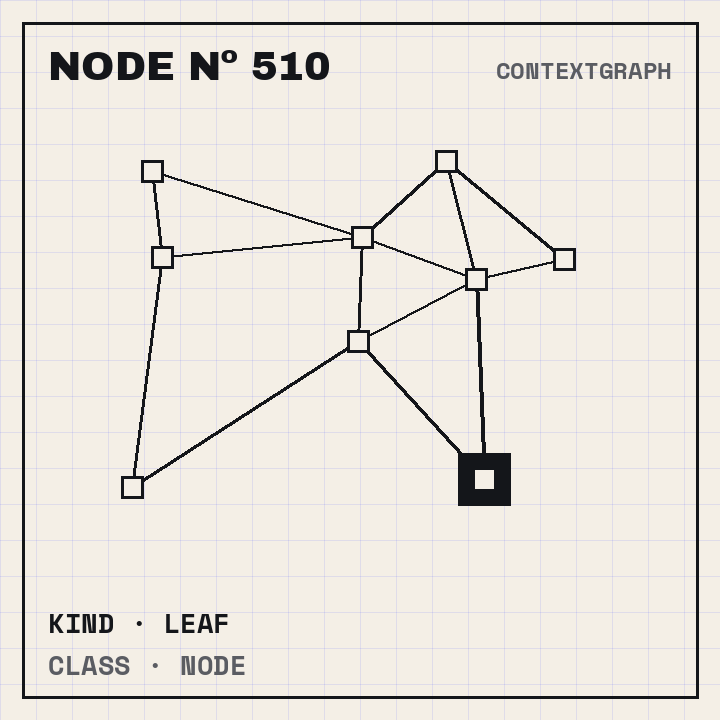 NODE Nº 510
CONTEXTGRAPH
KIND · LEAF
CLASS · NODE